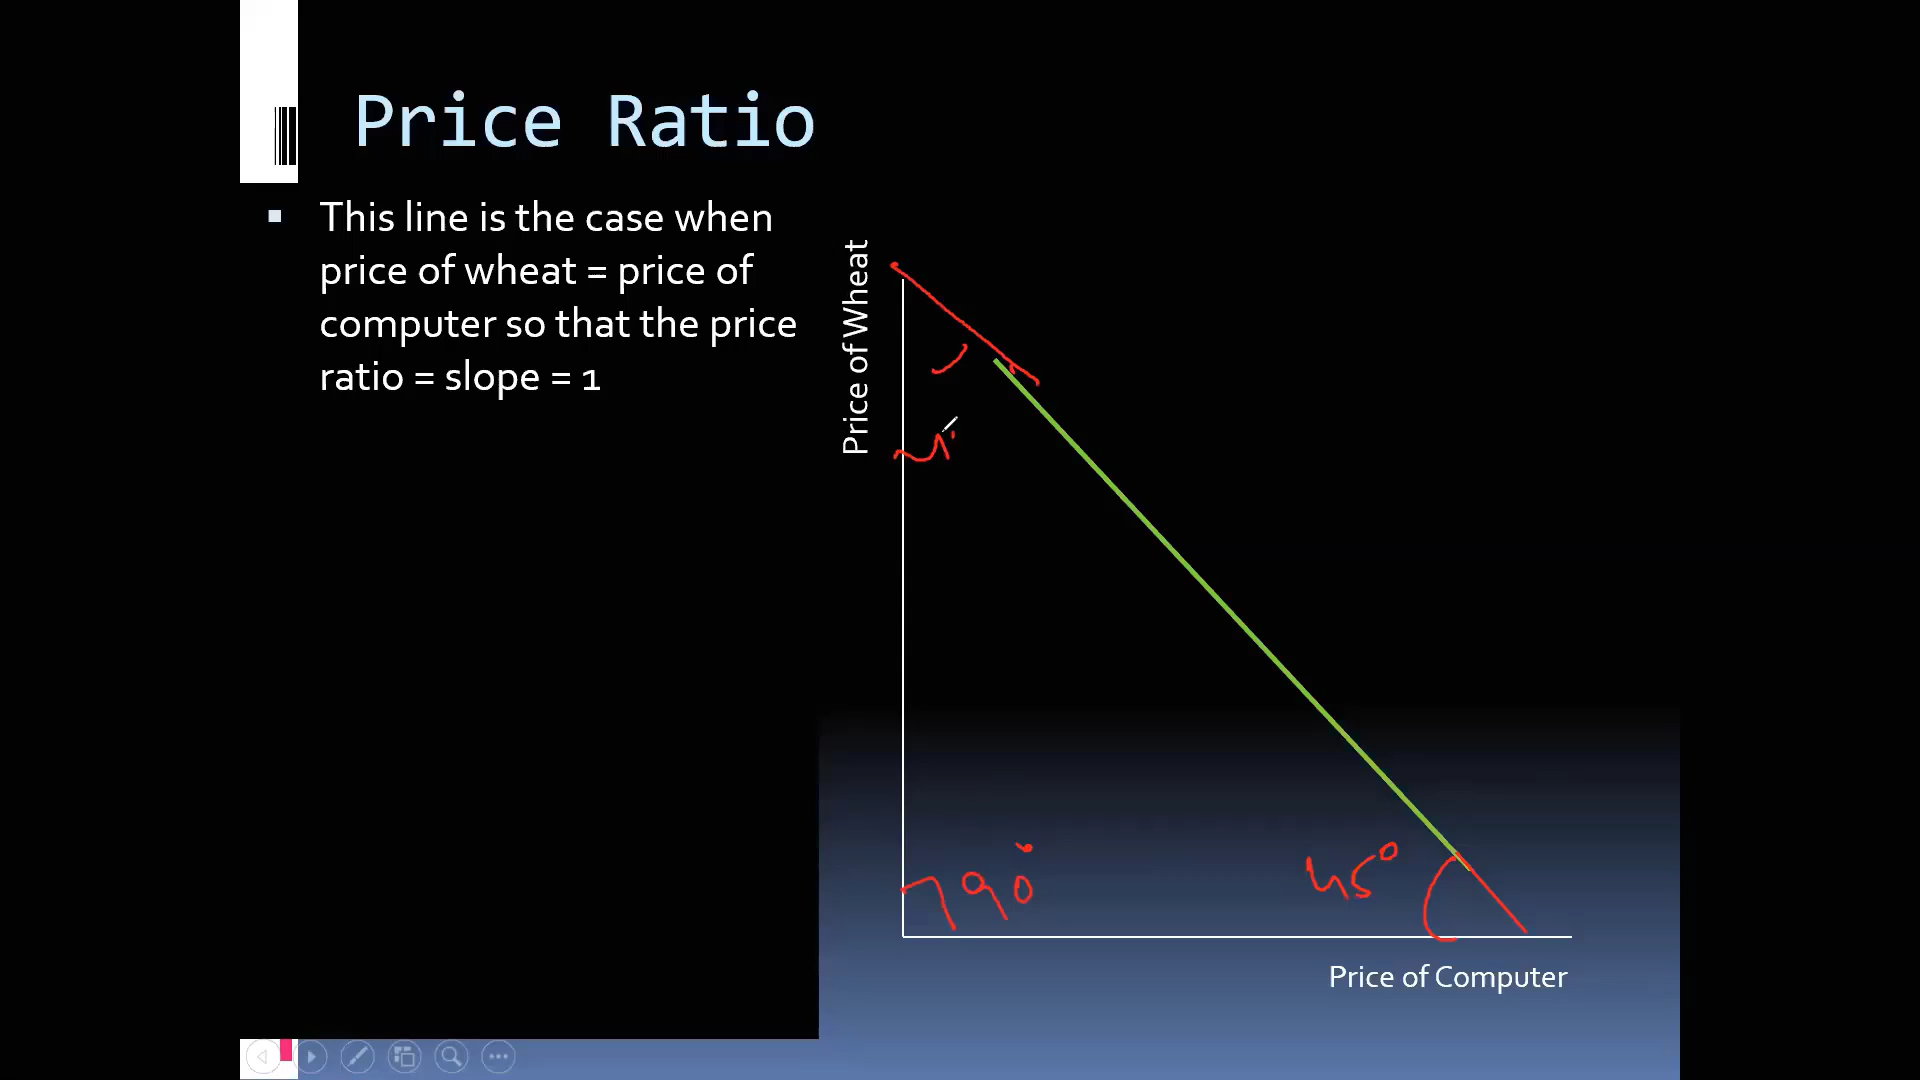 Price Ratio
This line is the case when
price of wheat = price of
computer so that the price
ratio = slope = 1
Price of Wheat
90°
45°
Price of Computer